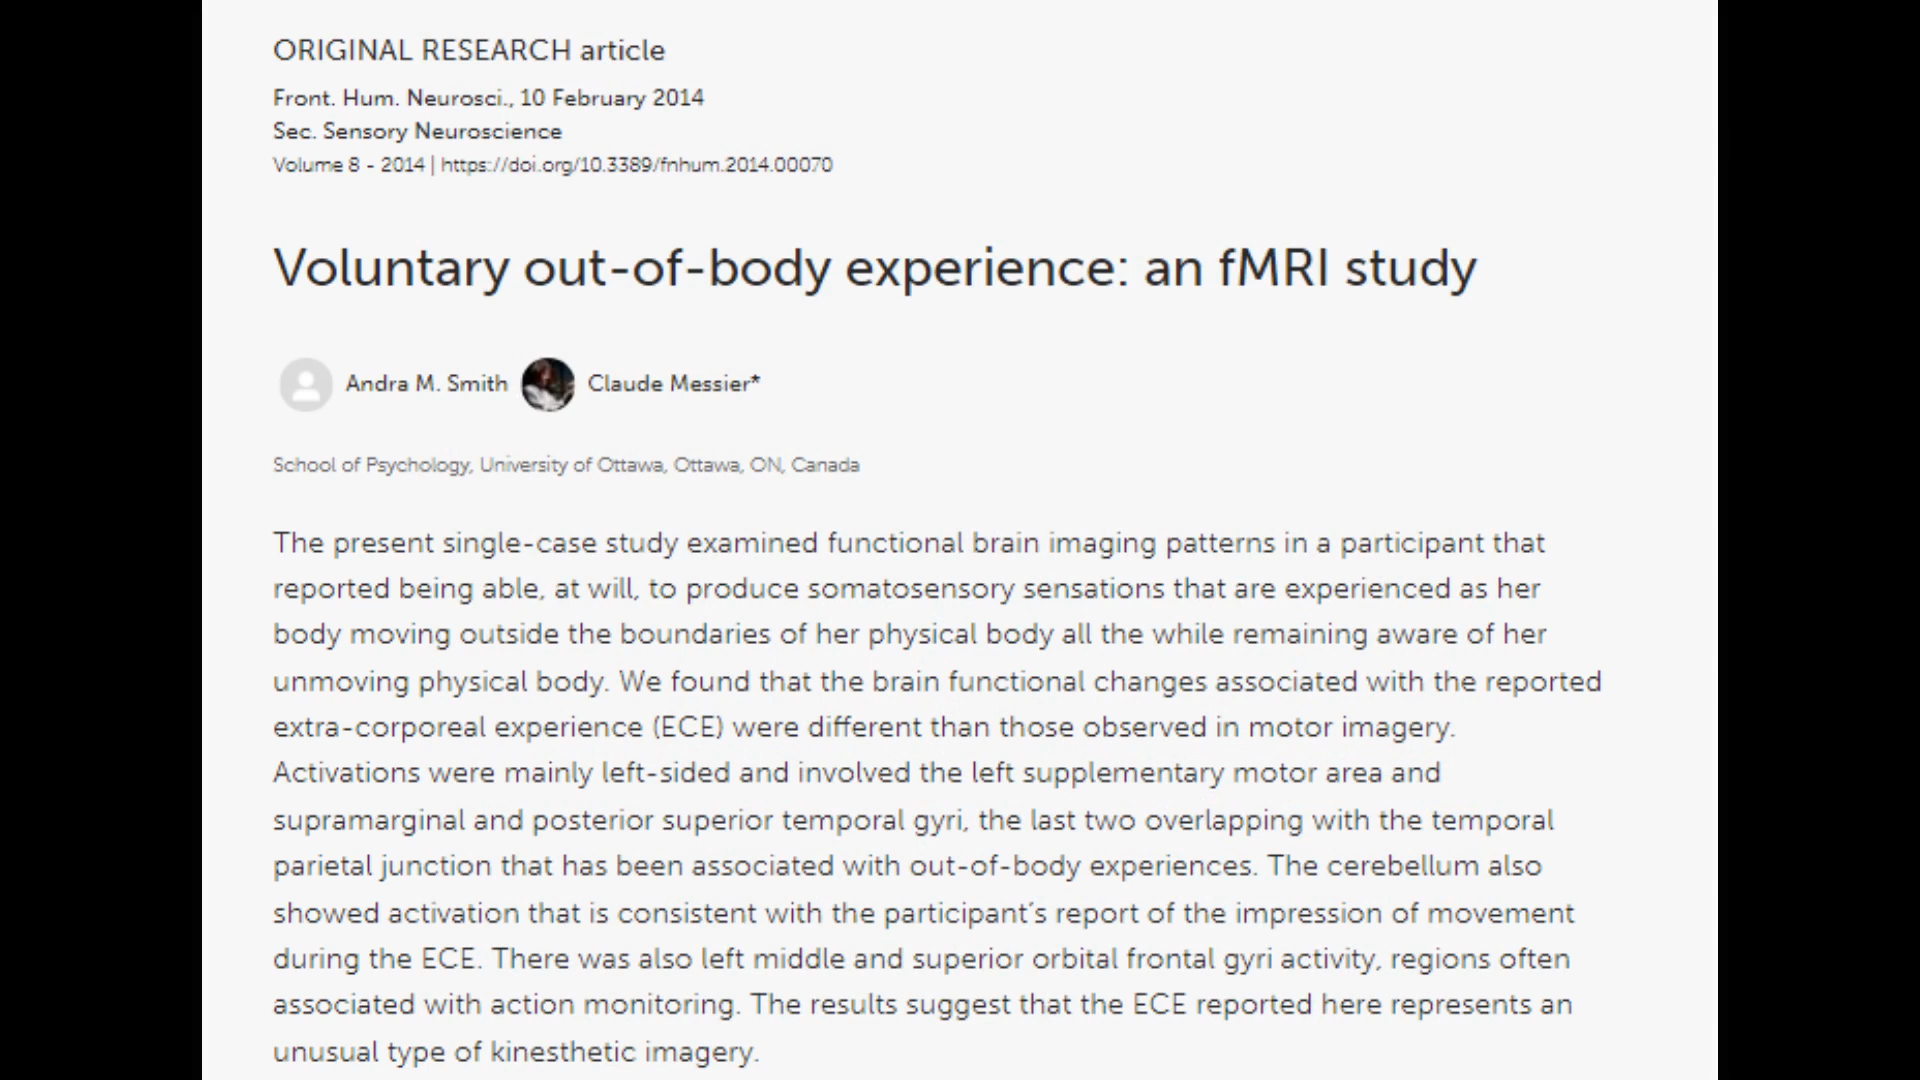 ORIGINAL RESEARCH article
Front. Hum. Neurosci., 10 February 2014
Sec. Sensory Neuroscience
Volume 8 - 2014 | https://doi.org/10.3389/fnhum.2014.00070
Voluntary out-of-body experience: an fMRI study
Andra M. Smith Claude Messier*
School of Psychology, University of Ottawa, Ottawa, ON, Canada
The present single-case study examined functional brain imaging patterns in a participant that
reported being able, at will, to produce somatosensory sensations that are experienced as her
body moving outside the boundaries of her physical body all the while remaining aware of her
unmoving physical body. We found that the brain functional changes associated with the reported
extra-corporeal experience (ECE) were different than those observed in motor imagery.
Activations were mainly left-sided and involved the left supplementary motor area and
supramarginal and posterior superior temporal gyri, the last two overlapping with the temporal
parietal junction that has been associated with out-of-body experiences. The cerebellum also
showed activation that is consistent with the participant’s report of the impression of movement
during the ECE. There was also left middle and superior orbital frontal gyri activity, regions often
associated with action monitoring. The results suggest that the ECE reported here represents an
unusual type of kinesthetic imagery.